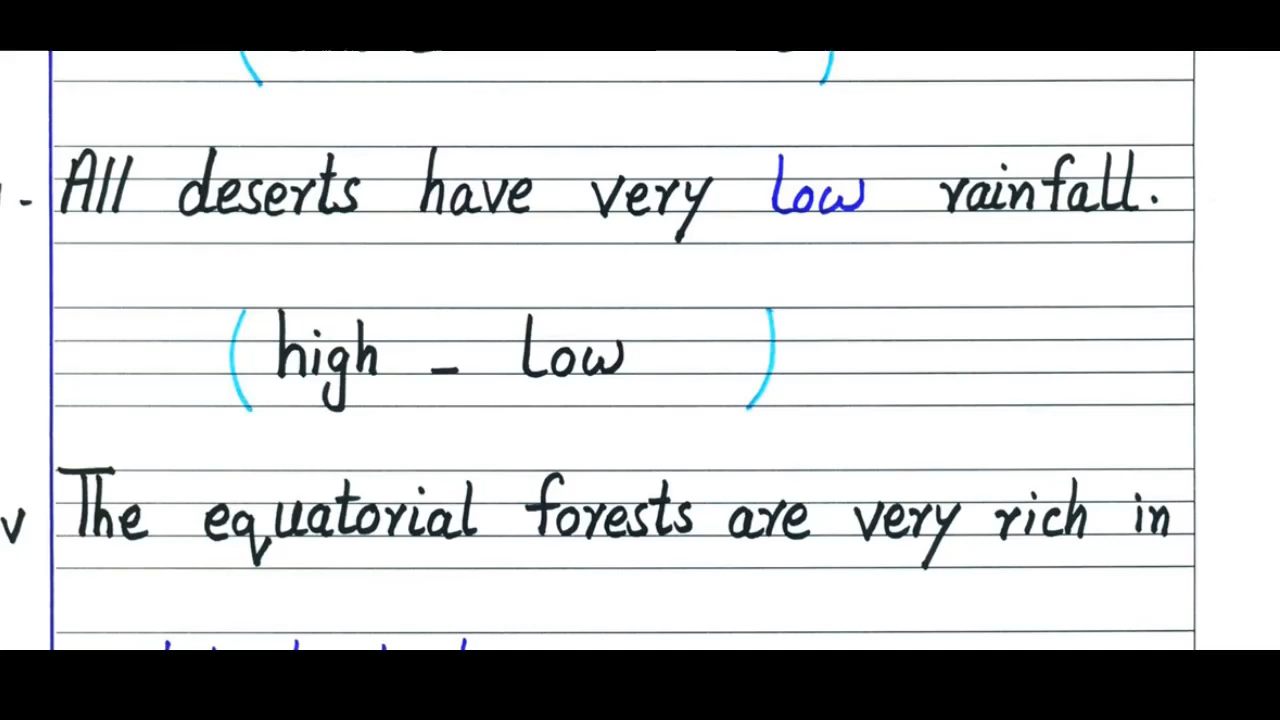 - All deserts have very low rainfall.
( high - low )
v The equatorial forests are very rich in